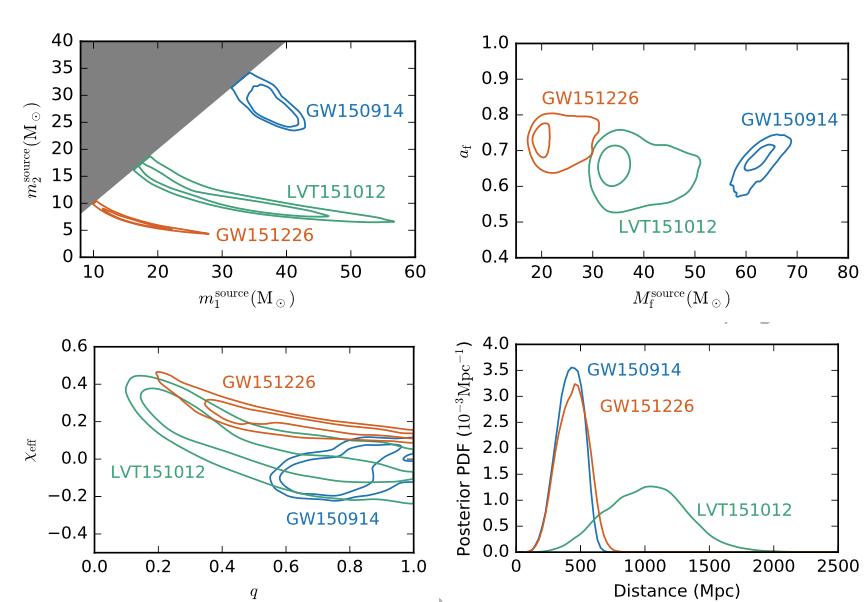 40
35
30
25
20
15
10
5
0
10 20 30 40 50 60
m₂^source (M☉)
m₁^source (M☉)
GW150914
LVT151012
GW151226
1.0
0.9
0.8
0.7
0.6
0.5
0.4
20 30 40 50 60 70 80
a_f
M_f^source (M☉)
GW151226
GW150914
LVT151012
0.6
0.4
0.2
0.0
−0.2
−0.4
0.0 0.2 0.4 0.6 0.8 1.0
χ_eff
q
GW151226
LVT151012
GW150914
4.0
3.5
3.0
2.5
2.0
1.5
1.0
0.5
0.0
0 500 1000 1500 2000 2500
Posterior PDF (10⁻³Mpc⁻¹)
Distance (Mpc)
GW150914
GW151226
LVT151012